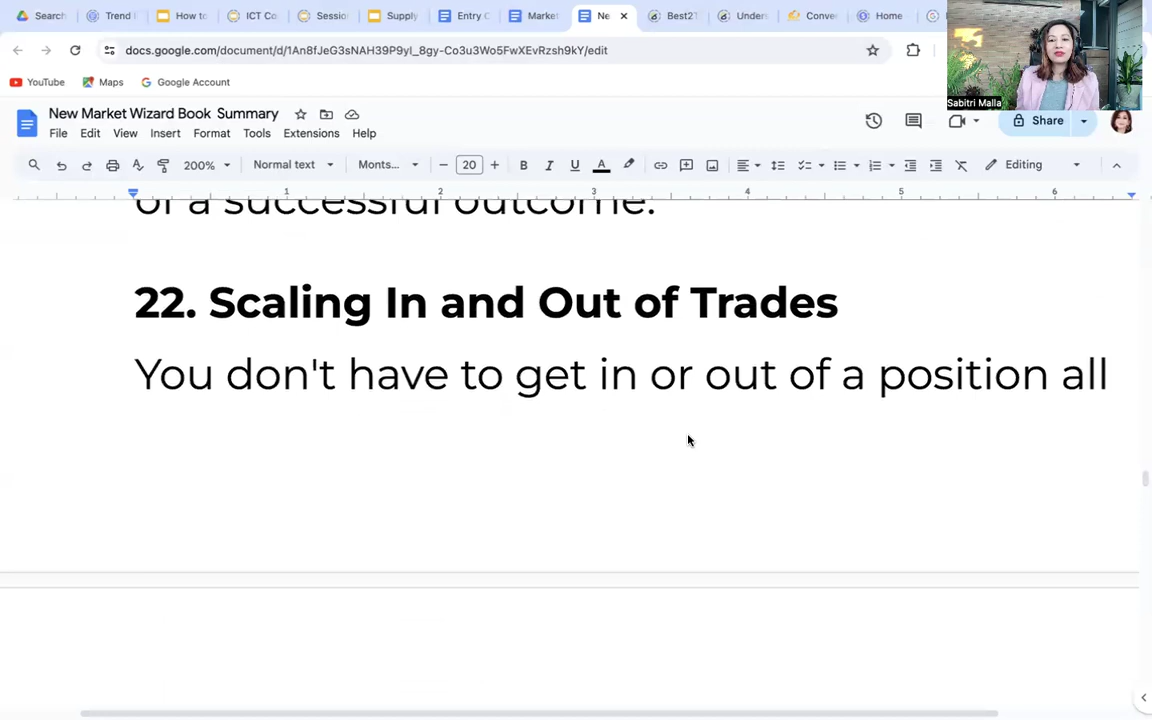 Search
Trend
How to
ICT Co
Sessio
Supply
Entry C
Market
Ne
Best2T
Under
Conve
Home
docs.google.com/document/d/1An8fJeG3sNAH39P9yI_8gy-Co3u3Wo5FwXEvRzsh9kY/edit
YouTube
Maps
Google Account
Sabitri Malla
New Market Wizard Book Summary
Share
File Edit View Insert Format Tools Extensions Help
200% Normal text Monts... 20 B I U A Editing
1 2 3 4 5 6
of a successful outcome.
22. Scaling In and Out of Trades
You don't have to get in or out of a position all